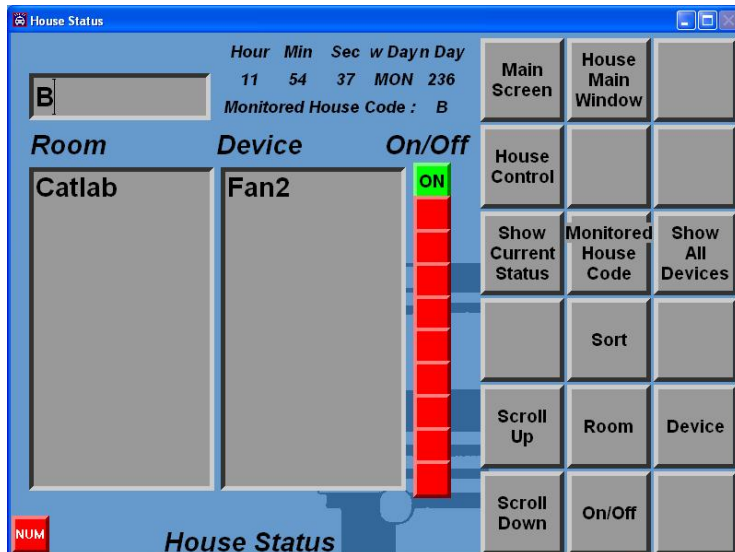 House Status
Hour Min Sec w Day n Day
11 54 37 MON 236
Monitored House Code : B
B
Room Device On/Off
Catlab Fan2 ON
NUM
House Status
Main
Screen
House
Main
Window
House
Control
Show
Current
Status
Monitored
House
Code
Show
All
Devices
Sort
Scroll
Up
Room
Device
Scroll
Down
On/Off